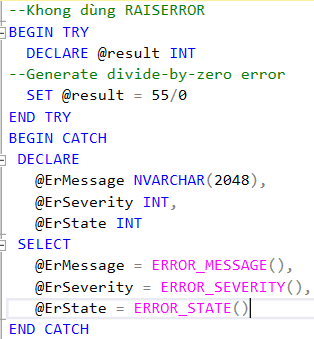 --Khong dùng RAISERROR
BEGIN TRY
DECLARE @result INT
--Generate divide-by-zero error
SET @result = 55/0
END TRY
BEGIN CATCH
DECLARE
@ErMessage NVARCHAR(2048),
@ErSeverity INT,
@ErState INT
SELECT
@ErMessage = ERROR_MESSAGE(),
@ErSeverity = ERROR_SEVERITY(),
@ErState = ERROR_STATE()
END CATCH